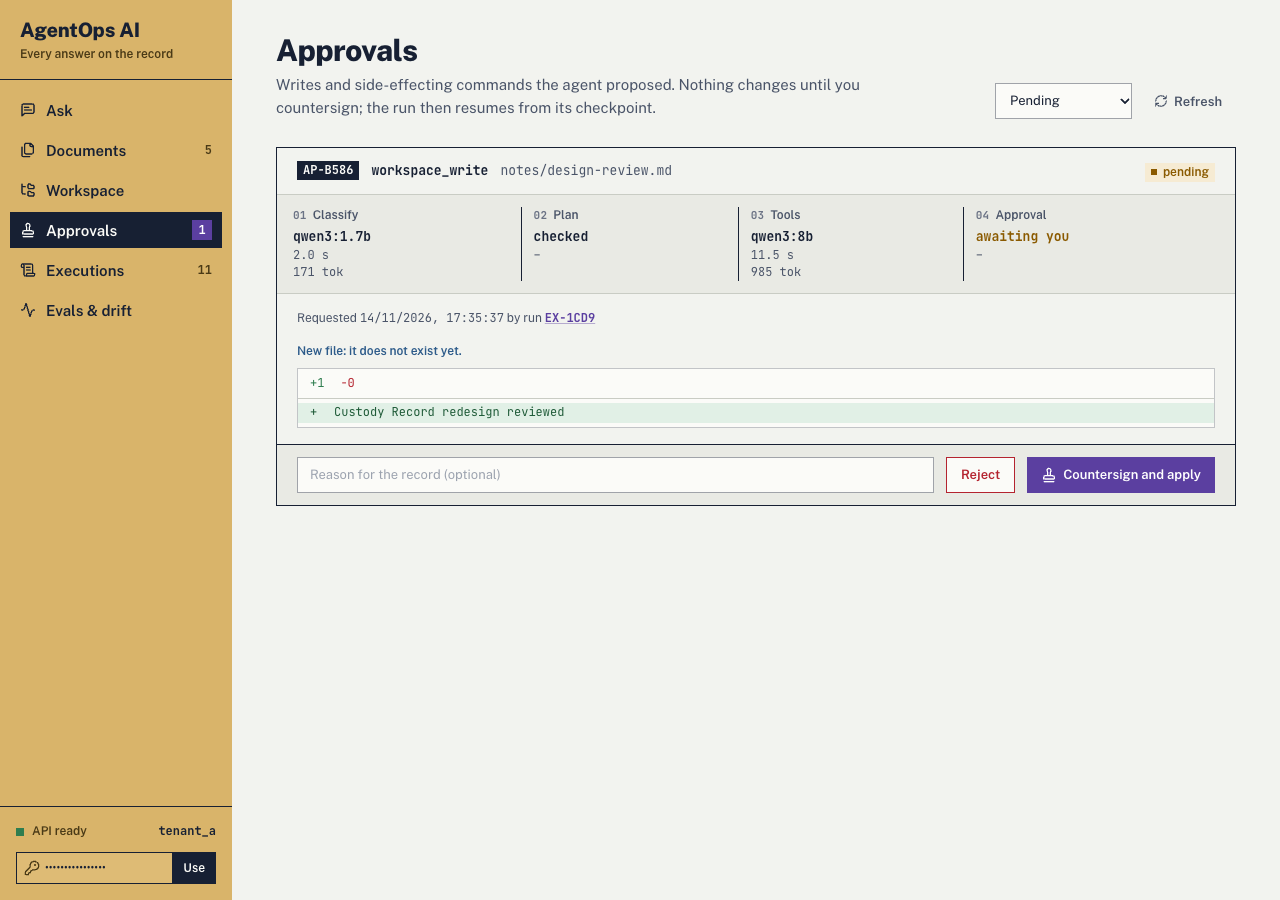 AgentOps AI
Every answer on the record
Ask
Documents 5
Workspace
Approvals 1
Executions 11
Evals & drift
API ready tenant_a
•••••••••••••••• Use
Approvals
Writes and side-effecting commands the agent proposed. Nothing changes until you
countersign; the run then resumes from its checkpoint.
Pending Refresh
AP-B586 workspace_write notes/design-review.md pending
01 Classify 02 Plan 03 Tools 04 Approval
qwen3:1.7b checked qwen3:8b awaiting you
2.0 s – 11.5 s –
171 tok 985 tok
Requested 14/11/2026, 17:35:37 by run EX-1CD9
New file: it does not exist yet.
+1 -0
+ Custody Record redesign reviewed
Reason for the record (optional) Reject Countersign and apply